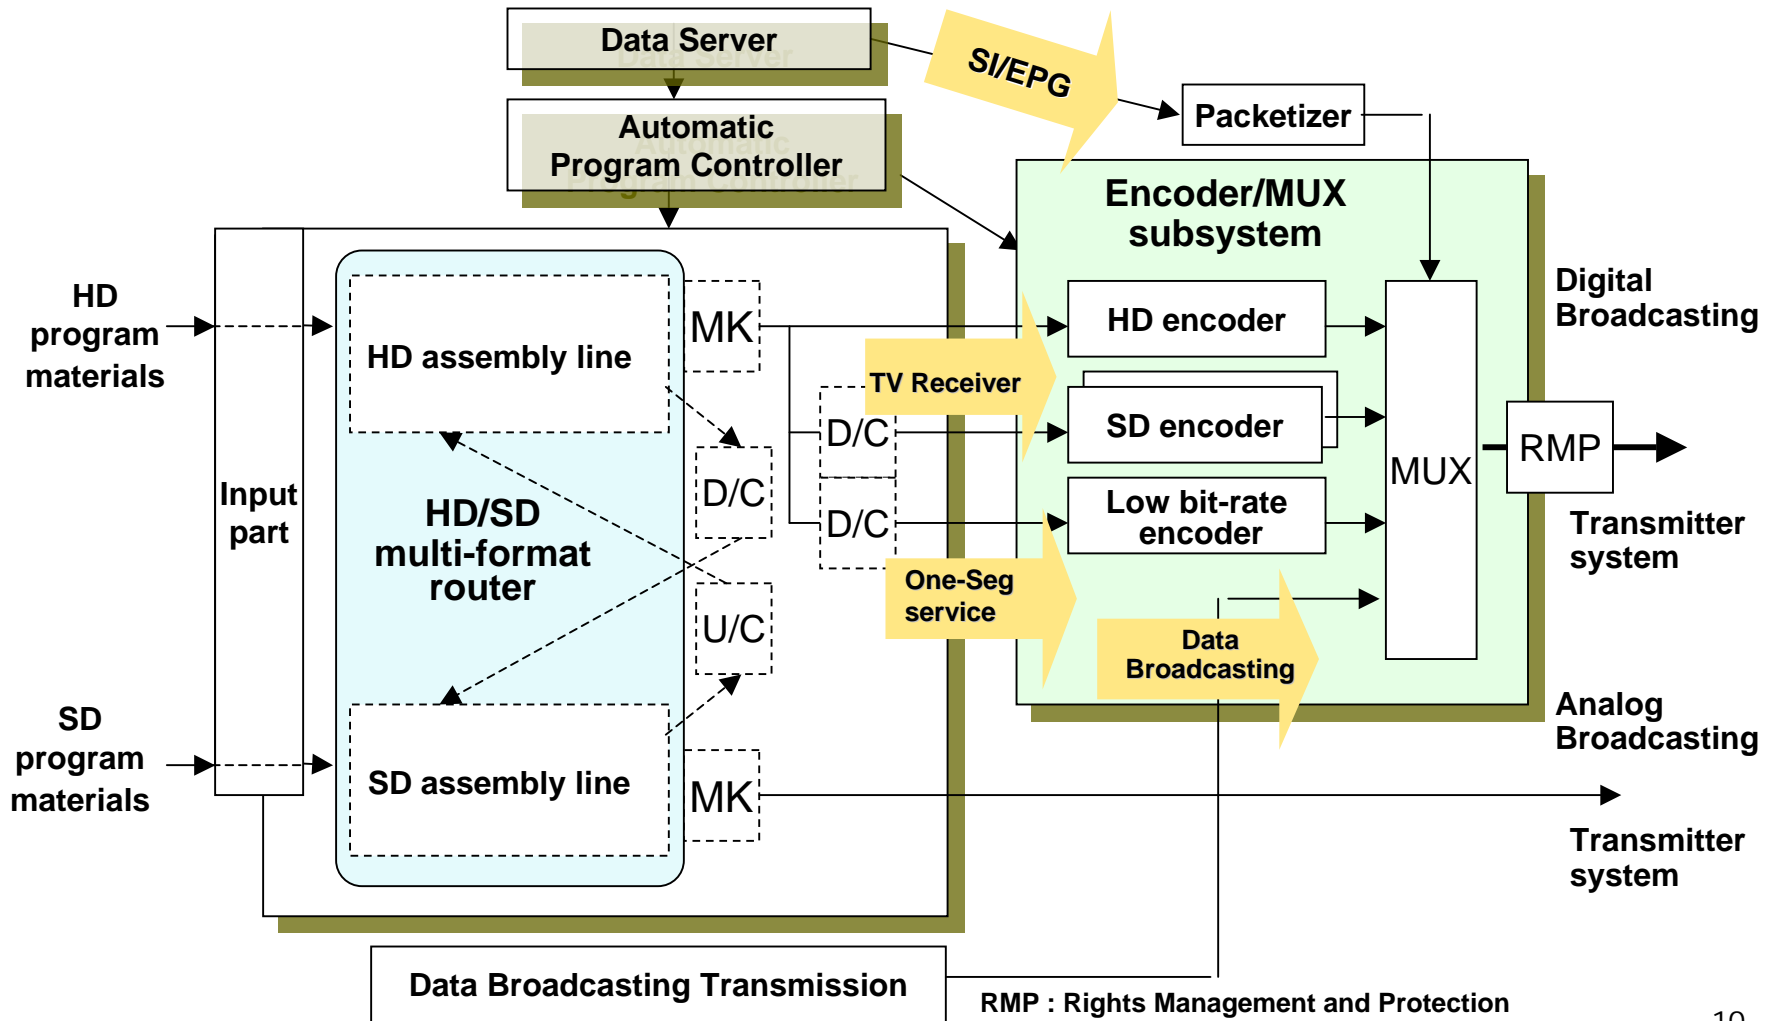 Data Server
SI/EPG
Packetizer
Automatic
Program Controller
Encoder/MUX
subsystem
HD
program
materials
HD assembly line
MK
HD encoder
Digital
Broadcasting
TV Receiver
D/C
SD encoder
MUX
RMP
Input
part
HD/SD
multi-format
router
D/C
D/C
Low bit-rate
encoder
Transmitter
system
One-Seg
service
U/C
Data
Broadcasting
SD
program
materials
SD assembly line
MK
Analog
Broadcasting
Transmitter
system
Data Broadcasting Transmission
RMP : Rights Management and Protection
10